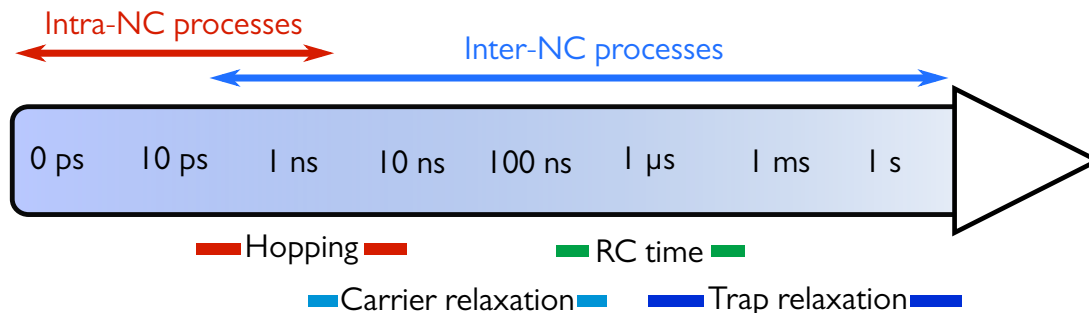 Intra-NC processes
Inter-NC processes
0 ps 10 ps 1 ns 10 ns 100 ns 1 µs 1 ms 1 s
Hopping RC time
Carrier relaxation Trap relaxation